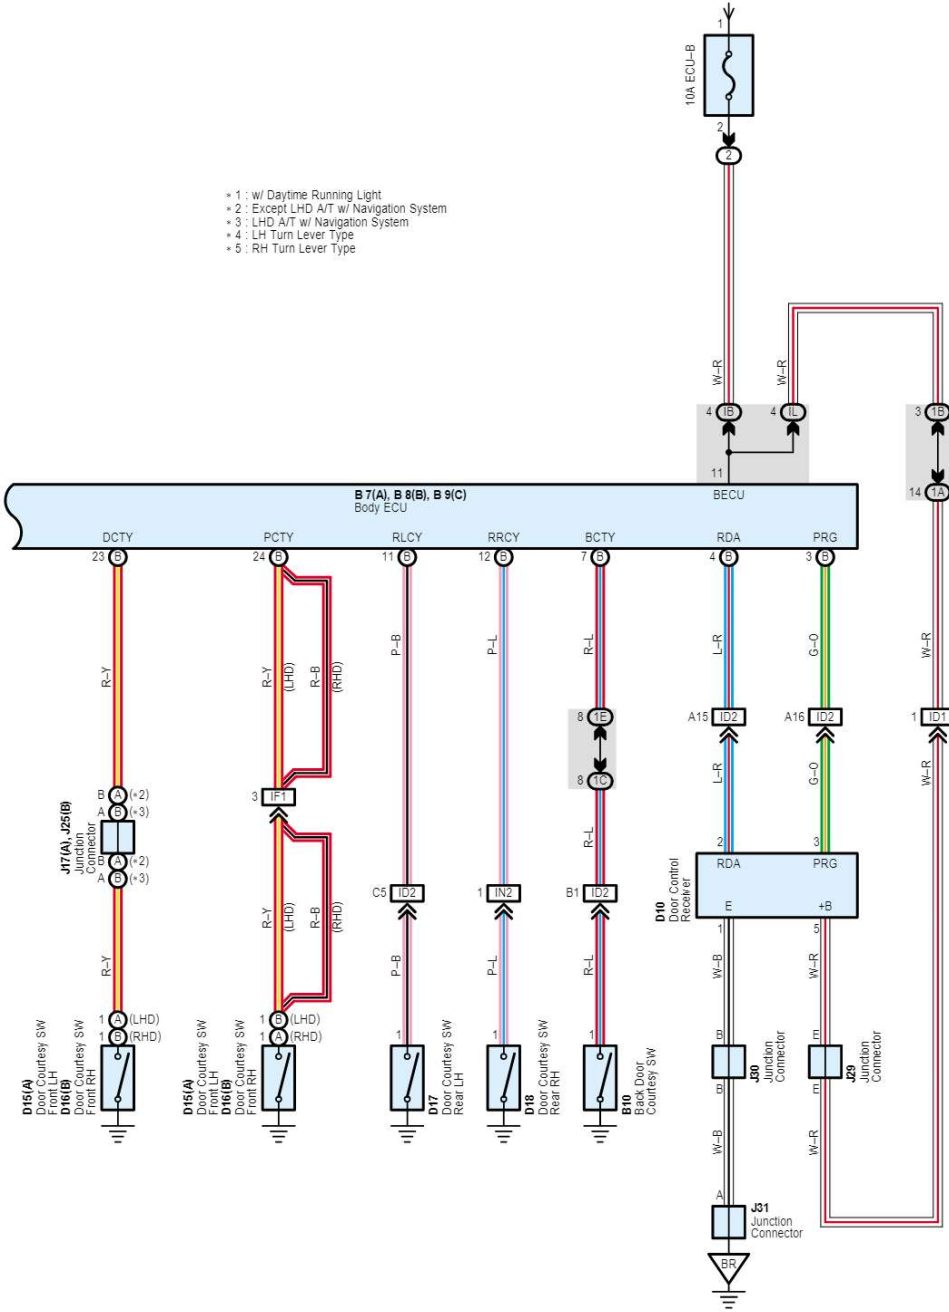 1
10A ECU–B
2
2
* 1 : w/ Daytime Running Light
* 2 : Except LHD A/T w/ Navigation System
* 3 : LHD A/T w/ Navigation System
* 4 : LH Turn Lever Type
* 5 : RH Turn Lever Type
W–R
W–R
4 IB
4 IL
3 1B
11
14 1A
B 7(A), B 8(B), B 9(C)
Body ECU
BECU
DCTY
PCTY
RLCY
RRCY
BCTY
RDA
PRG
23 B
24 B
11 B
12 B
7 B
4 B
3 B
R–Y
R–Y
(LHD)
R–B
(RHD)
P–B
P–L
R–L
L–R
G–O
W–R
8 1E
A15 ID2
A16 ID2
1 ID1
8 1C
B A (*2)
A B (*3)
3 IF1
L–R
G–O
W–R
J17(A), J25(B)
Junction
Connector
B A (*2)
A B (*3)
R–L
2
3
RDA
PRG
D10
Door Control
Receiver
E
+B
C5 ID2
1 IN2
B1 ID2
1
5
R–Y
R–Y
(LHD)
R–B
(RHD)
P–B
P–L
R–L
W–B
W–R
1 A (LHD)
1 B (RHD)
1 B (LHD)
1 A (RHD)
1
1
1
B
E
D15(A)
Door Courtesy SW
Front LH
D16(B)
Door Courtesy SW
Front RH
D15(A)
Door Courtesy SW
Front LH
D16(B)
Door Courtesy SW
Front RH
D17
Door Courtesy SW
Rear LH
D18
Door Courtesy SW
Rear RH
B10
Back Door
Courtesy SW
J30
Junction
Connector
J29
Junction
Connector
B
E
W–B
W–R
A
J31
Junction
Connector
BR